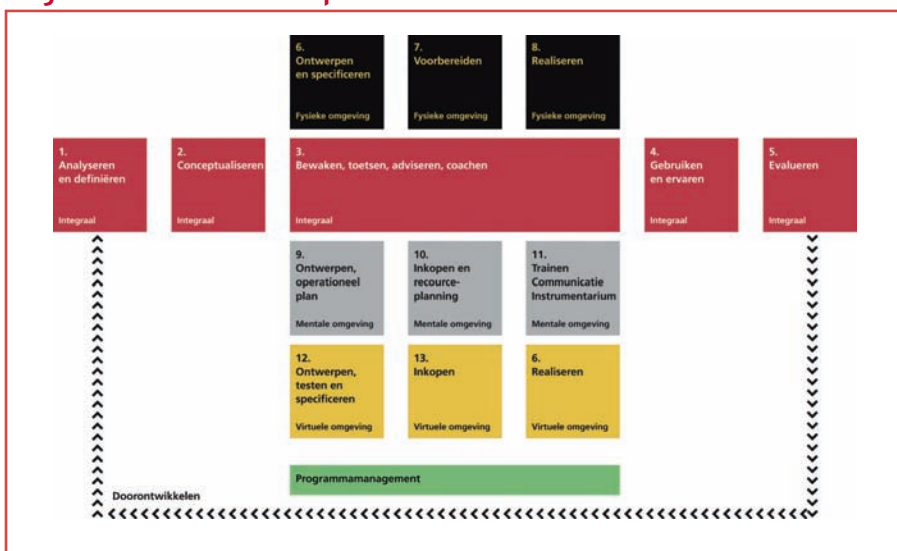 6.
Ontwerpen
en specificeren
Fysieke omgeving
7.
Voorbereiden
Fysieke omgeving
8.
Realiseren
Fysieke omgeving
1.
Analyseren
en definiëren
Integraal
2.
Conceptualiseren
Integraal
3.
Bewaken, toetsen, adviseren, coachen
Integraal
4.
Gebruiken
en ervaren
Integraal
5.
Evalueren
Integraal
9.
Ontwerpen,
operationeel
plan
Mentale omgeving
10.
Inkopen en
recource-
planning
Mentale omgeving
11.
Trainen
Communicatie
Instrumentarium
Mentale omgeving
12.
Ontwerpen,
testen en
specificeren
Virtuele omgeving
13.
Inkopen
Virtuele omgeving
6.
Realiseren
Virtuele omgeving
Programmamanagement
Doorontwikkelen